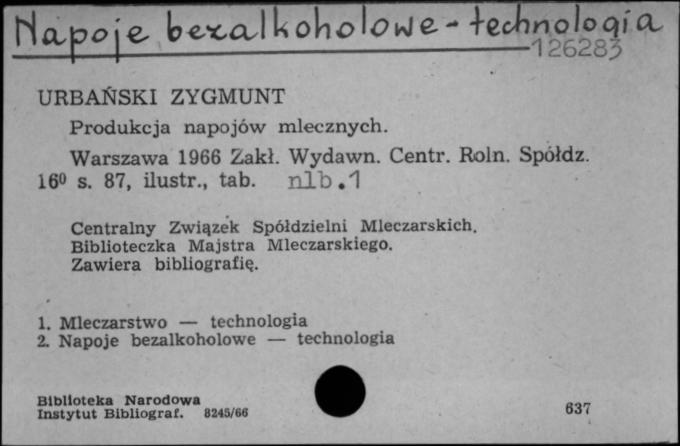 Napoje bezalkoholowe - technologia
126283
URBAŃSKI ZYGMUNT
Produkcja napojów mlecznych.
Warszawa 1966 Zakł. Wydawn. Centr. Roln. Spółdz.
16⁰ s. 87, ilustr., tab. nlb.1
Centralny Związek Spółdzielni Mleczarskich.
Biblioteczka Majstra Mleczarskiego.
Zawiera bibliografię.
1. Mleczarstwo — technologia
2. Napoje bezalkoholowe — technologia
Biblioteka Narodowa
Instytut Bibliograf. 8245/66
637